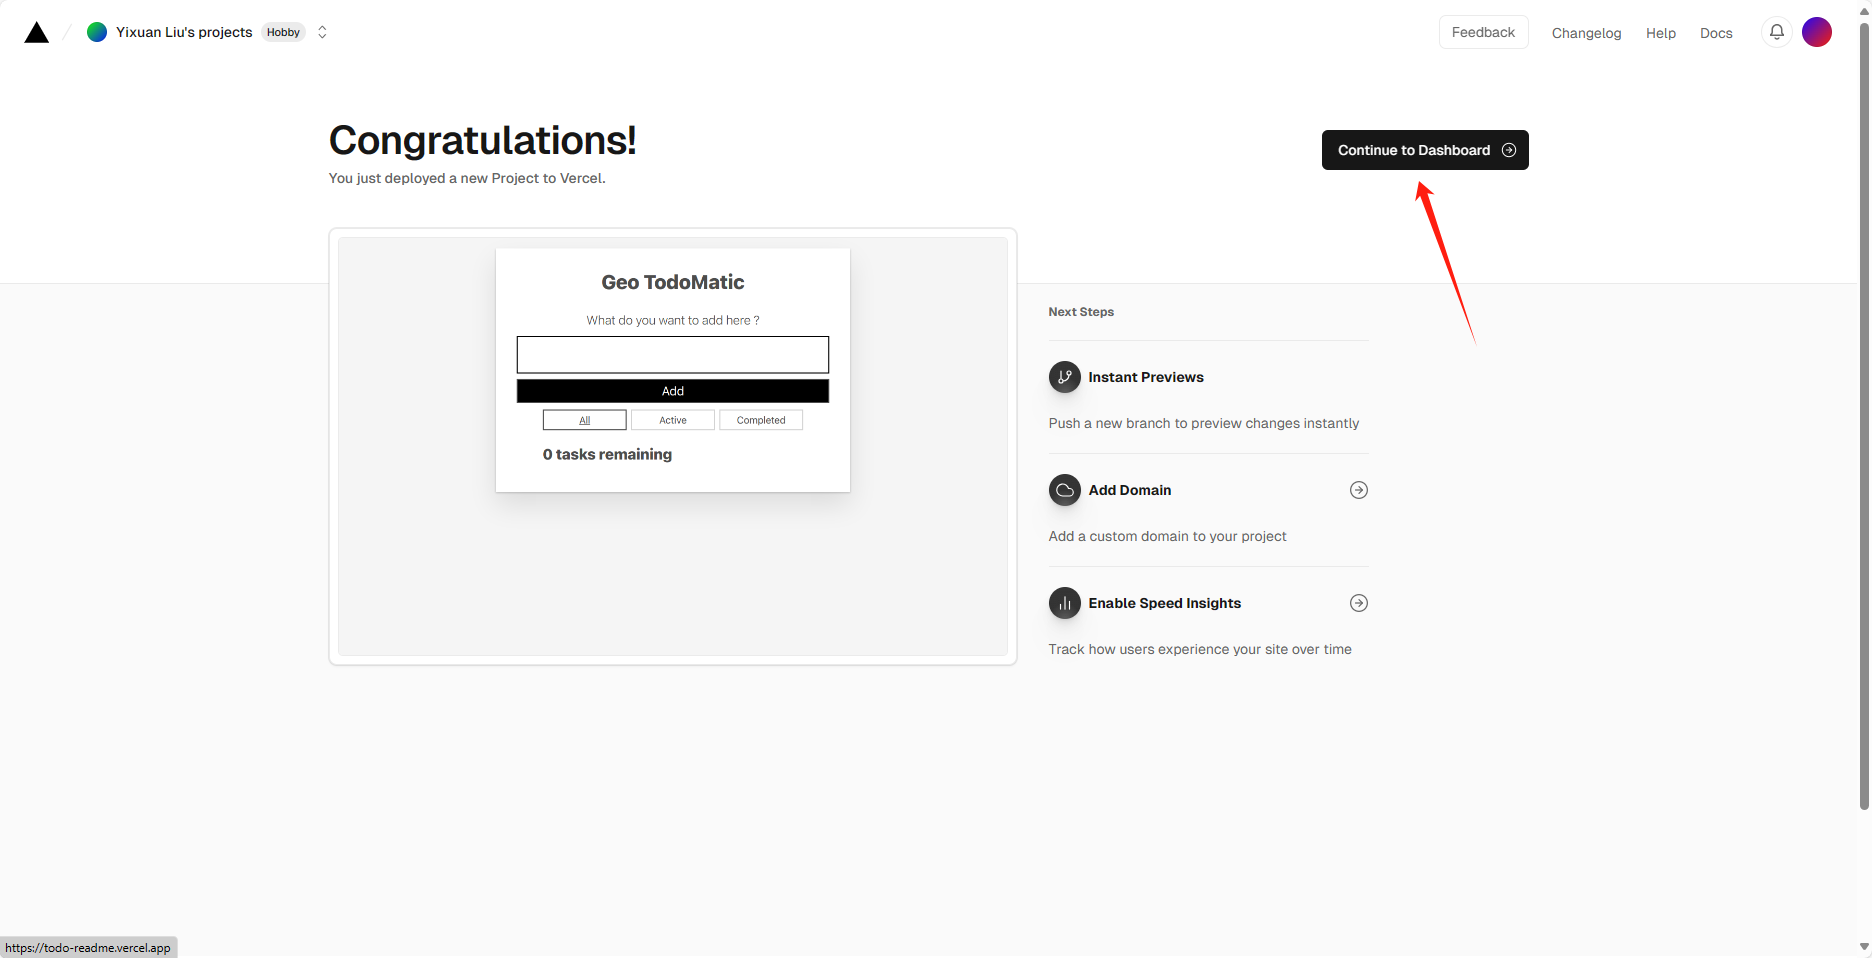 Yixuan Liu's projects Hobby
Feedback Changelog Help Docs
Congratulations!
You just deployed a new Project to Vercel.
Continue to Dashboard
Geo TodoMatic
What do you want to add here ?
Add
All Active Completed
0 tasks remaining
Next Steps
Instant Previews
Push a new branch to preview changes instantly
Add Domain
Add a custom domain to your project
Enable Speed Insights
Track how users experience your site over time
https://todo-readme.vercel.app